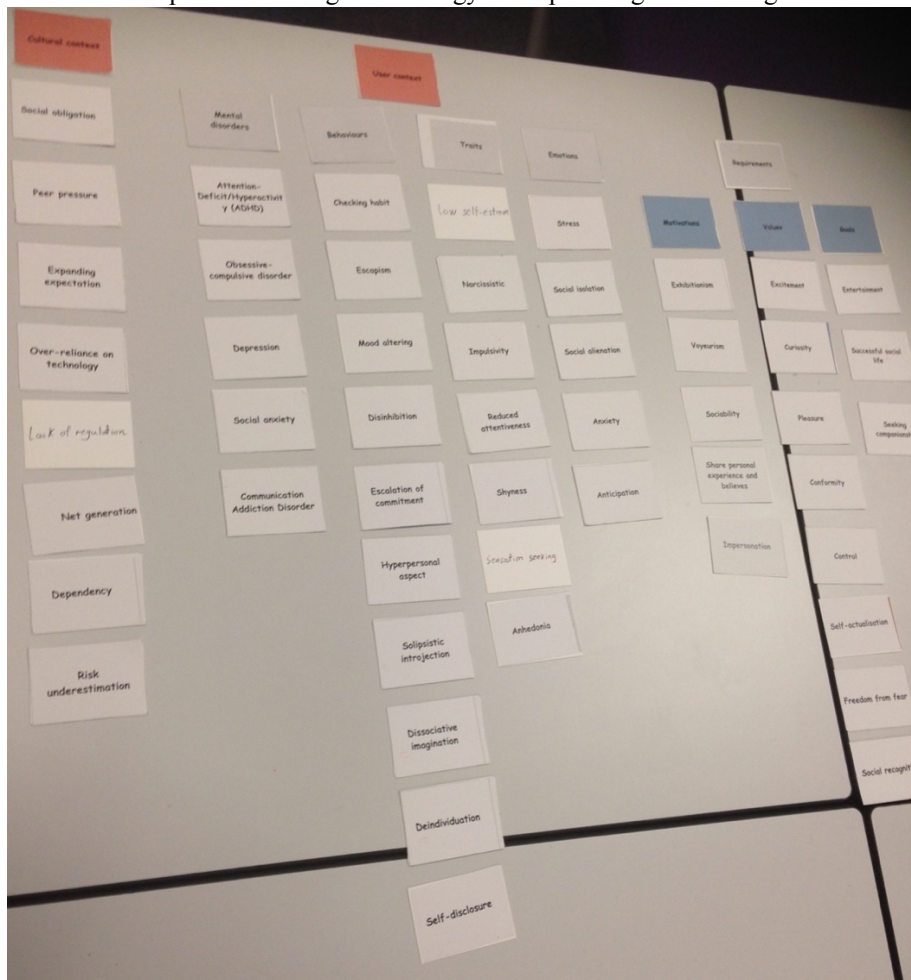 Cultural context
Social obligation
Peer pressure
Expanding
expectation
Over-reliance on
technology
Lack of regulation
Net generation
Dependency
Risk
underestimation
User context
Mental
disorders
Attention-
Deficit/Hyperactivit
y (ADHD)
Obsessive-
compulsive disorder
Depression
Social anxiety
Communication
Addiction Disorder
Behaviours
Checking habit
Escapism
Mood altering
Disinhibition
Escalation of
commitment
Hyperpersonal
aspect
Solipsistic
introjection
Dissociative
imagination
Deindividuation
Self-disclosure
Traits
Low self-esteem
Narcissistic
Impulsivity
Reduced
attentiveness
Shyness
Sensation seeking
Anhedonia
Emotions
Stress
Social isolation
Social alienation
Anxiety
Anticipation
Requirements
Motivations
Exhibitionism
Voyeurism
Sociability
Share personal
experience and
believes
Impersonation
Values
Excitement
Curiosity
Pleasure
Conformity
Control
Self-actualisation
Freedom from fear
Social recognit
Goals
Entertainment
Successful social
life
Seeking
companionsh